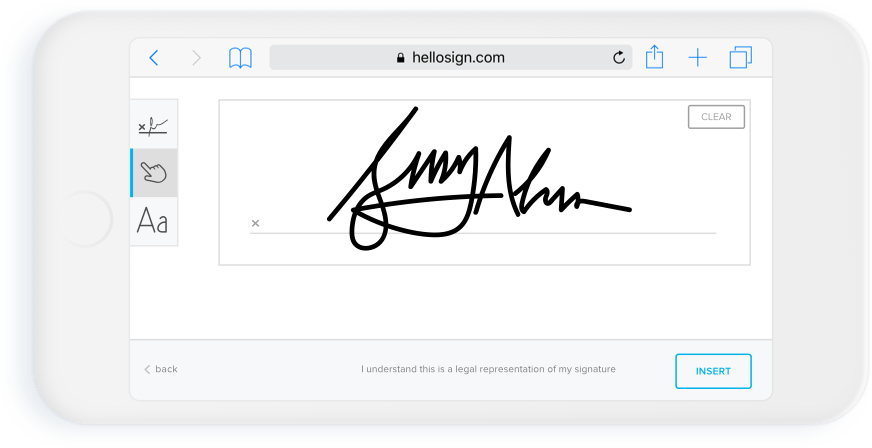 hellosign.com
CLEAR
Aa
×
back
I understand this is a legal representation of my signature
INSERT